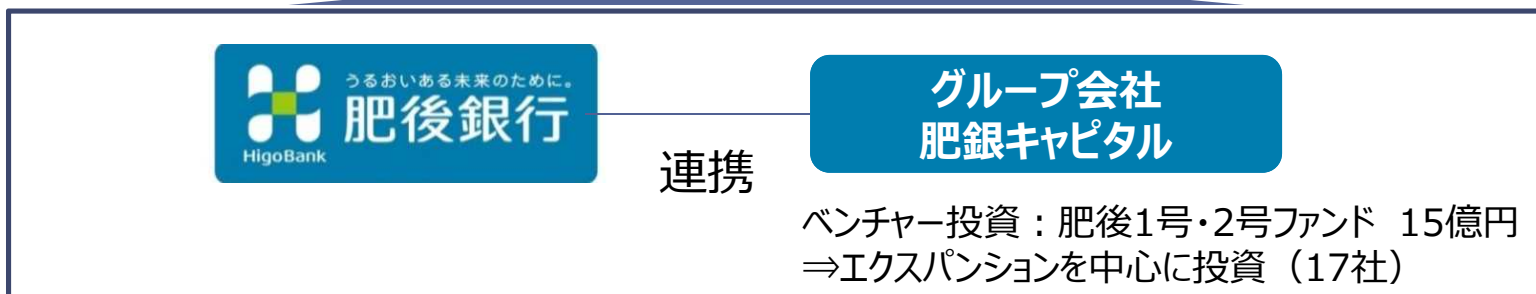 うるおいある未来のために。
肥後銀行
HigoBank
連携
グループ会社
肥銀キャピタル
ベンチャー投資：肥後1号・2号ファンド 15億円
⇒エクスパンションを中心に投資（17社）